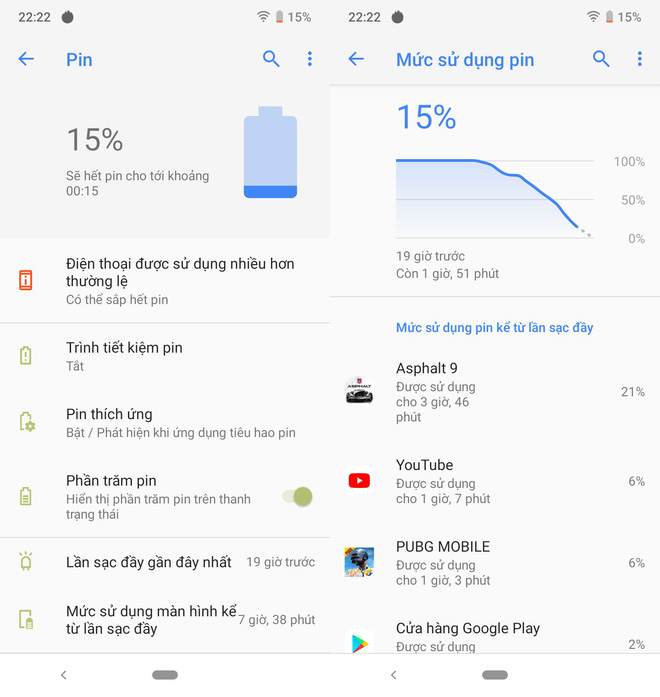 22:22
15%
Pin
15%
Sẽ hết pin cho tới khoảng
00:15
Điện thoại được sử dụng nhiều hơn
thường lệ
Có thể sắp hết pin
Trình tiết kiệm pin
Tắt
Pin thích ứng
Bật / Phát hiện khi ứng dụng tiêu hao pin
Phần trăm pin
Hiển thị phần trăm pin trên thanh
trạng thái
Lần sạc đầy gần đây nhất 19 giờ trước
Mức sử dụng màn hình kể
từ lần sạc đầy
7 giờ, 38 phút
22:22
15%
Mức sử dụng pin
15%
100%
50%
0%
19 giờ trước
Còn 1 giờ, 51 phút
Mức sử dụng pin kể từ lần sạc đầy
ASPHALT
Asphalt 9
Được sử dụng
cho 3 giờ, 46
phút
21%
YouTube
Được sử dụng
cho 1 giờ, 7 phút
6%
PUBG MOBILE
Được sử dụng
cho 1 giờ, 3 phút
6%
Cửa hàng Google Play
Được sử dụng
2%